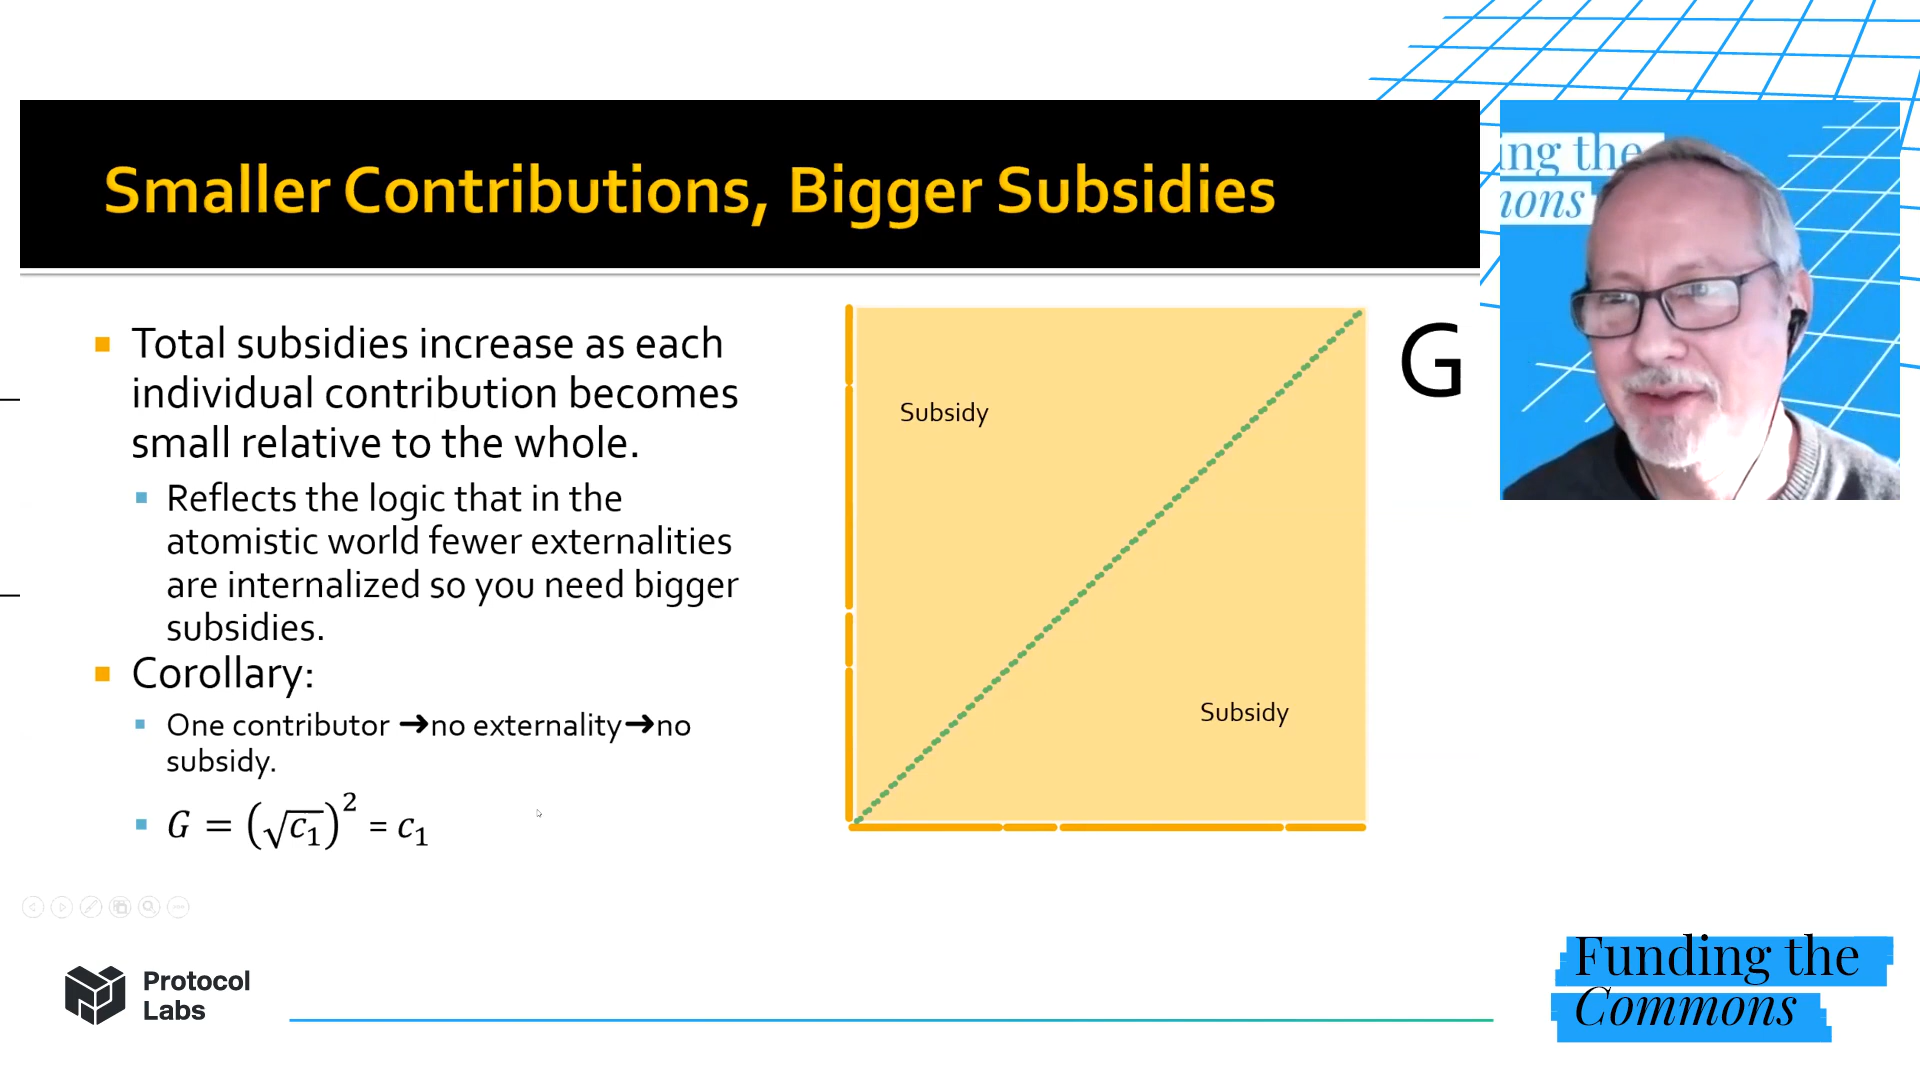 Smaller Contributions, Bigger Subsidies
ing the
ions
Total subsidies increase as each
individual contribution becomes
small relative to the whole.
Reflects the logic that in the
atomistic world fewer externalities
are internalized so you need bigger
subsidies.
Corollary:
One contributor ➔no externality➔no
subsidy.
G = (√c₁)² = c₁
Subsidy
Subsidy
G
Protocol
Labs
Funding the
Commons